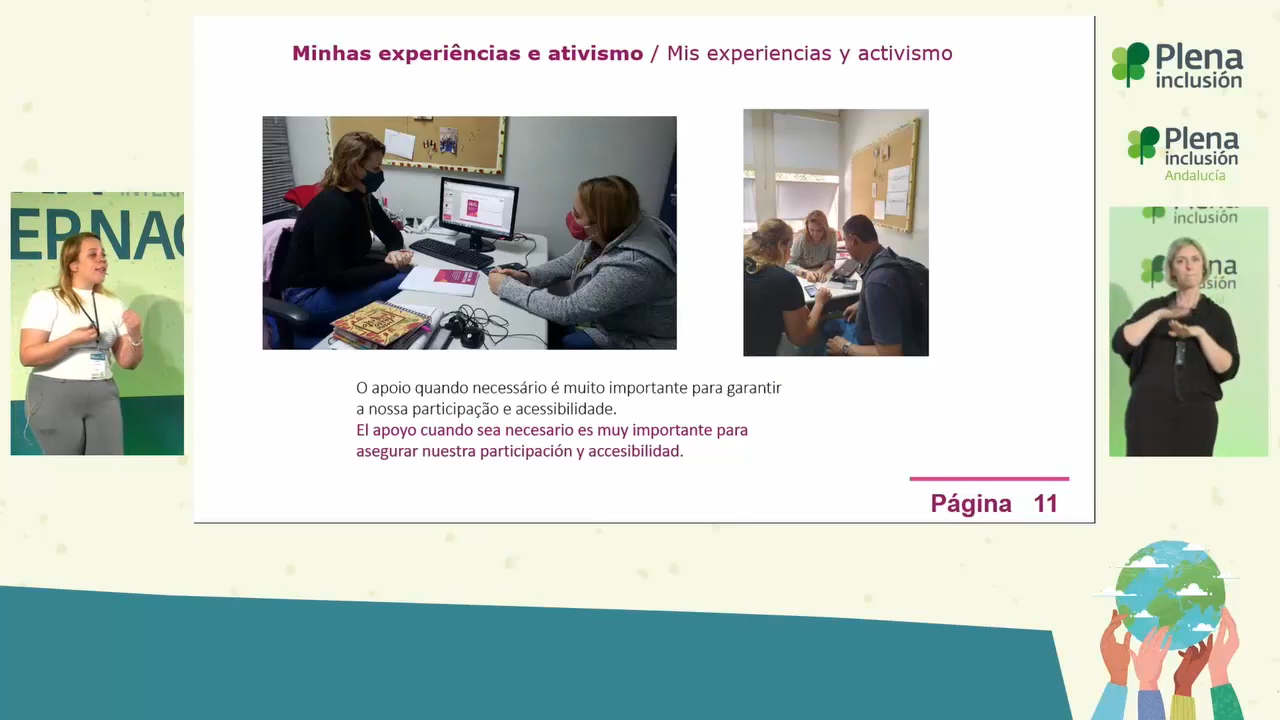 Minhas experiências e ativismo / Mis experiencias y activismo
O apoio quando necessário é muito importante para garantir
a nossa participação e acessibilidade.
El apoyo cuando sea necesario es muy importante para
asegurar nuestra participación y accesibilidad.
Página 11
Plena
inclusión
Plena
inclusión
Andalucía
inclusión